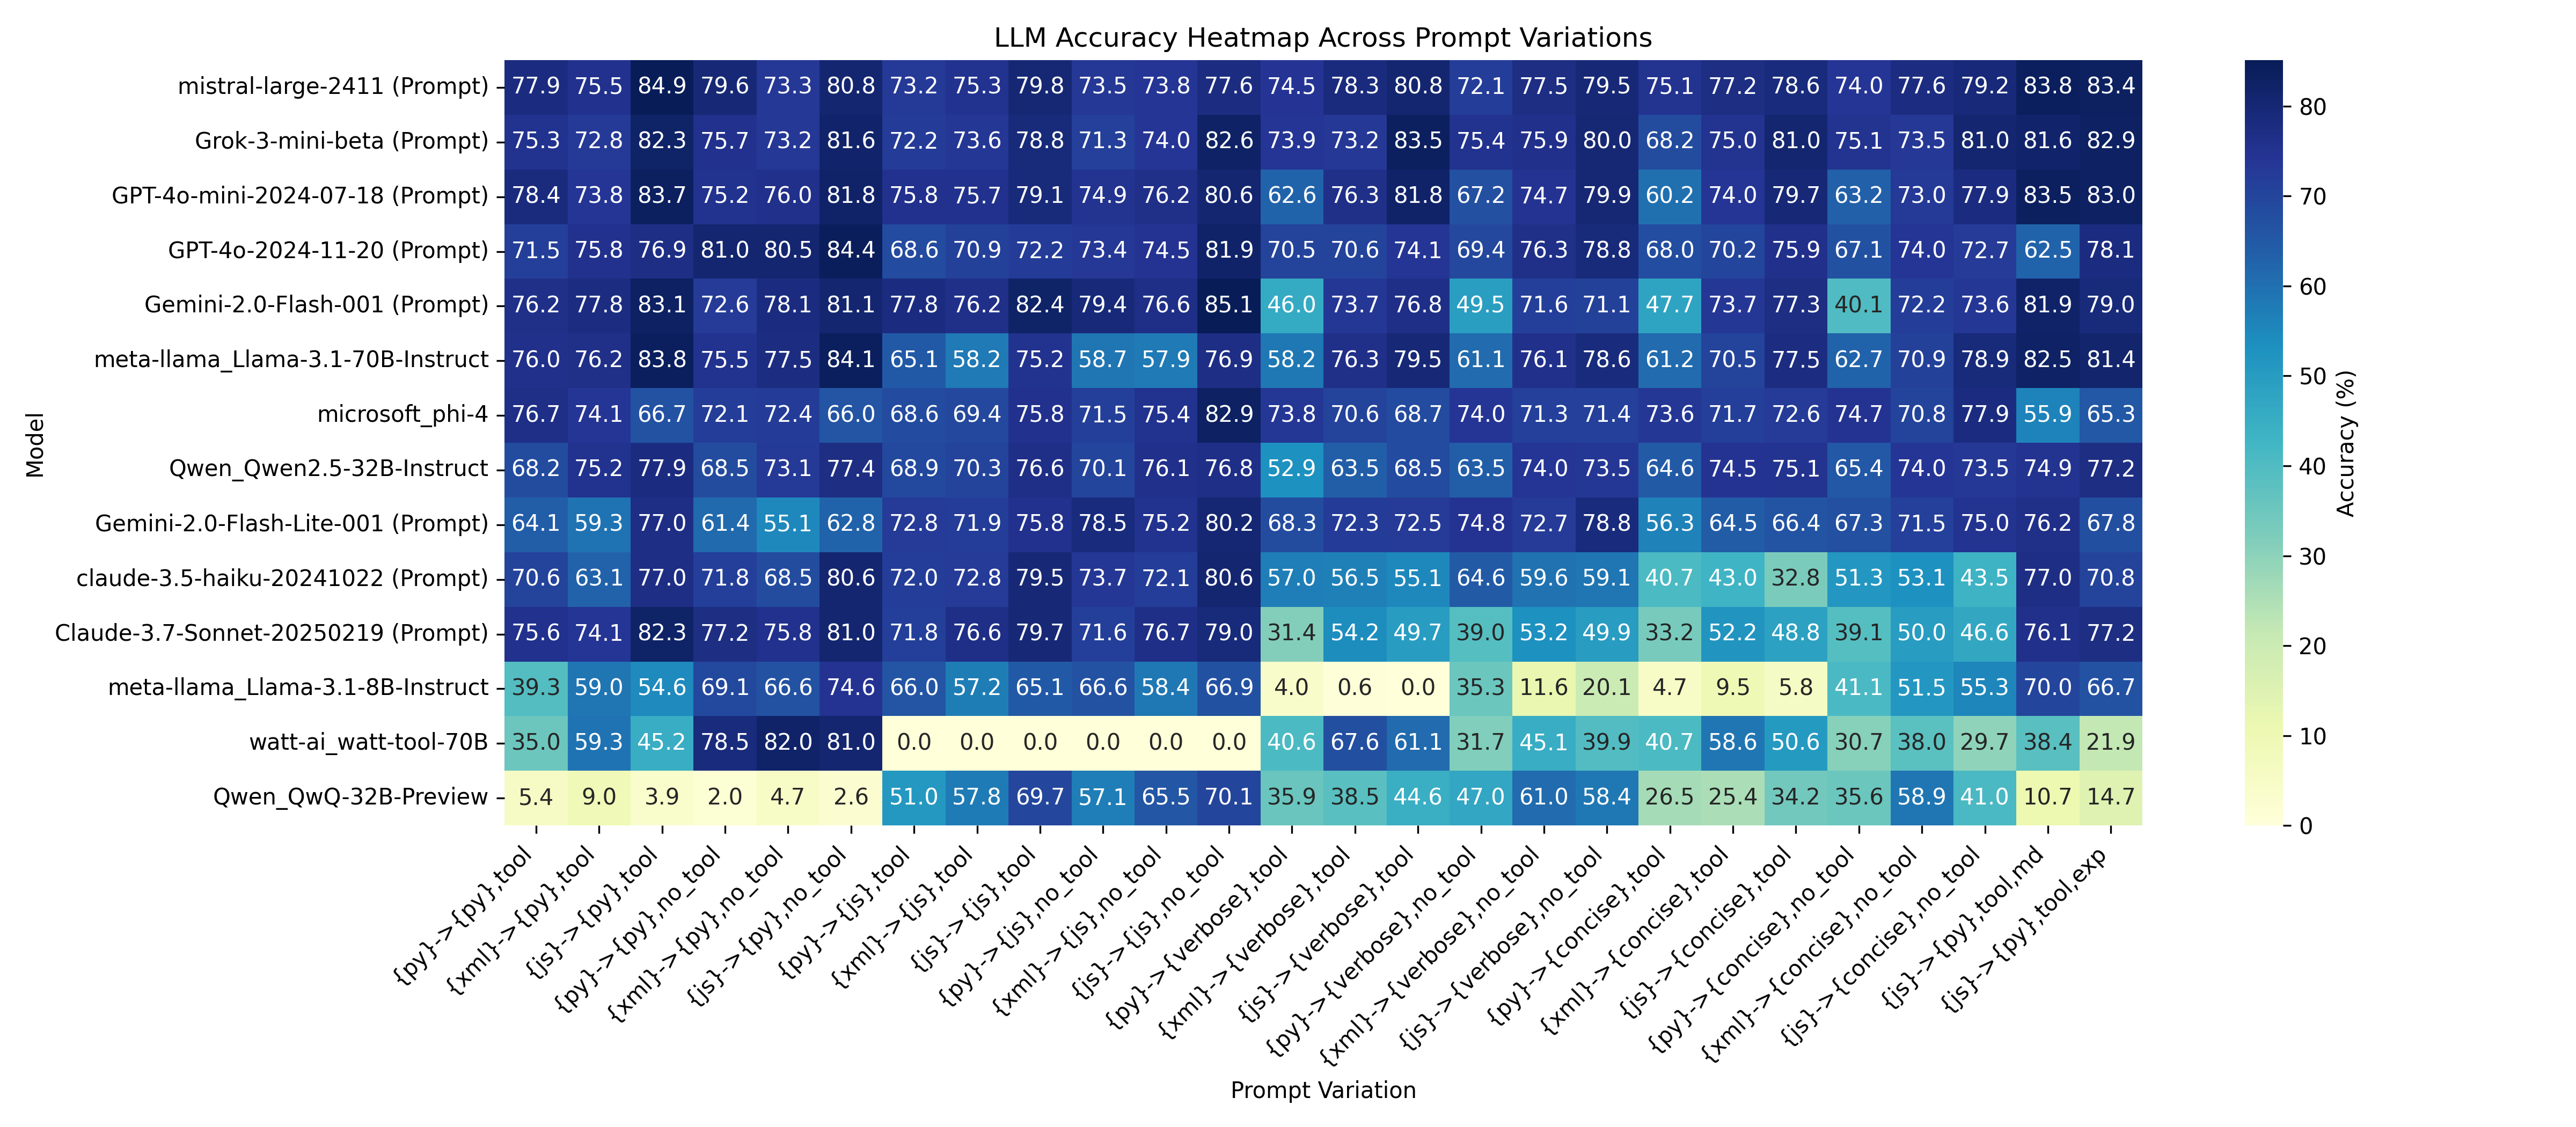 LLM Accuracy Heatmap Across Prompt Variations
Model
mistral-large-2411 (Prompt) 77.9 75.5 84.9 79.6 73.3 80.8 73.2 75.3 79.8 73.5 73.8 77.6 74.5 78.3 80.8 72.1 77.5 79.5 75.1 77.2 78.6 74.0 77.6 79.2 83.8 83.4
Grok-3-mini-beta (Prompt) 75.3 72.8 82.3 75.7 73.2 81.6 72.2 73.6 78.8 71.3 74.0 82.6 73.9 73.2 83.5 75.4 75.9 80.0 68.2 75.0 81.0 75.1 73.5 81.0 81.6 82.9
GPT-4o-mini-2024-07-18 (Prompt) 78.4 73.8 83.7 75.2 76.0 81.8 75.8 75.7 79.1 74.9 76.2 80.6 62.6 76.3 81.8 67.2 74.7 79.9 60.2 74.0 79.7 63.2 73.0 77.9 83.5 83.0
GPT-4o-2024-11-20 (Prompt) 71.5 75.8 76.9 81.0 80.5 84.4 68.6 70.9 72.2 73.4 74.5 81.9 70.5 70.6 74.1 69.4 76.3 78.8 68.0 70.2 75.9 67.1 74.0 72.7 62.5 78.1
Gemini-2.0-Flash-001 (Prompt) 76.2 77.8 83.1 72.6 78.1 81.1 77.8 76.2 82.4 79.4 76.6 85.1 46.0 73.7 76.8 49.5 71.6 71.1 47.7 73.7 77.3 40.1 72.2 73.6 81.9 79.0
meta-llama_Llama-3.1-70B-Instruct 76.0 76.2 83.8 75.5 77.5 84.1 65.1 58.2 75.2 58.7 57.9 76.9 58.2 76.3 79.5 61.1 76.1 78.6 61.2 70.5 77.5 62.7 70.9 78.9 82.5 81.4
microsoft_phi-4 76.7 74.1 66.7 72.1 72.4 66.0 68.6 69.4 75.8 71.5 75.4 82.9 73.8 70.6 68.7 74.0 71.3 71.4 73.6 71.7 72.6 74.7 70.8 77.9 55.9 65.3
Qwen_Qwen2.5-32B-Instruct 68.2 75.2 77.9 68.5 73.1 77.4 68.9 70.3 76.6 70.1 76.1 76.8 52.9 63.5 68.5 63.5 74.0 73.5 64.6 74.5 75.1 65.4 74.0 73.5 74.9 77.2
Gemini-2.0-Flash-Lite-001 (Prompt) 64.1 59.3 77.0 61.4 55.1 62.8 72.8 71.9 75.8 78.5 75.2 80.2 68.3 72.3 72.5 74.8 72.7 78.8 56.3 64.5 66.4 67.3 71.5 75.0 76.2 67.8
claude-3.5-haiku-20241022 (Prompt) 70.6 63.1 77.0 71.8 68.5 80.6 72.0 72.8 79.5 73.7 72.1 80.6 57.0 56.5 55.1 64.6 59.6 59.1 40.7 43.0 32.8 51.3 53.1 43.5 77.0 70.8
Claude-3.7-Sonnet-20250219 (Prompt) 75.6 74.1 82.3 77.2 75.8 81.0 71.8 76.6 79.7 71.6 76.7 79.0 31.4 54.2 49.7 39.0 53.2 49.9 33.2 52.2 48.8 39.1 50.0 46.6 76.1 77.2
meta-llama_Llama-3.1-8B-Instruct 39.3 59.0 54.6 69.1 66.6 74.6 66.0 57.2 65.1 66.6 58.4 66.9 4.0 0.6 0.0 35.3 11.6 20.1 4.7 9.5 5.8 41.1 51.5 55.3 70.0 66.7
watt-ai_watt-tool-70B 35.0 59.3 45.2 78.5 82.0 81.0 0.0 0.0 0.0 0.0 0.0 0.0 40.6 67.6 61.1 31.7 45.1 39.9 40.7 58.6 50.6 30.7 38.0 29.7 38.4 21.9
Qwen_QwQ-32B-Preview 5.4 9.0 3.9 2.0 4.7 2.6 51.0 57.8 69.7 57.1 65.5 70.1 35.9 38.5 44.6 47.0 61.0 58.4 26.5 25.4 34.2 35.6 58.9 41.0 10.7 14.7
{py}->{py},tool
{xml}->{py},tool
{js}->{py},tool
{py}->{py},no_tool
{xml}->{py},no_tool
{js}->{py},no_tool
{py}->{js},tool
{xml}->{js},tool
{js}->{js},tool
{py}->{js},no_tool
{xml}->{js},no_tool
{js}->{js},no_tool
{py}->{verbose},tool
{xml}->{verbose},tool
{js}->{verbose},tool
{py}->{verbose},no_tool
{xml}->{verbose},no_tool
{js}->{verbose},no_tool
{py}->{concise},tool
{xml}->{concise},tool
{js}->{concise},tool
{py}->{concise},no_tool
{xml}->{concise},no_tool
{js}->{concise},no_tool
{js}->{py},tool,md
{js}->{py},tool,exp
Prompt Variation
80
70
60
50
40
30
20
10
0
Accuracy (%)